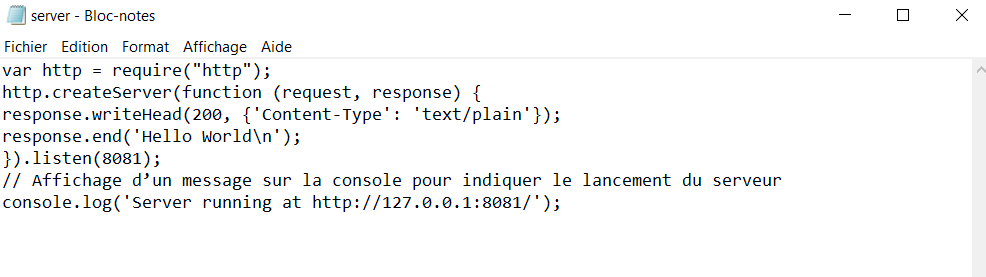 server - Bloc-notes
Fichier Edition Format Affichage Aide
var http = require("http");
http.createServer(function (request, response) {
response.writeHead(200, {'Content-Type': 'text/plain'});
response.end('Hello World\n');
}).listen(8081);
// Affichage d’un message sur la console pour indiquer le lancement du serveur
console.log('Server running at http://127.0.0.1:8081/');